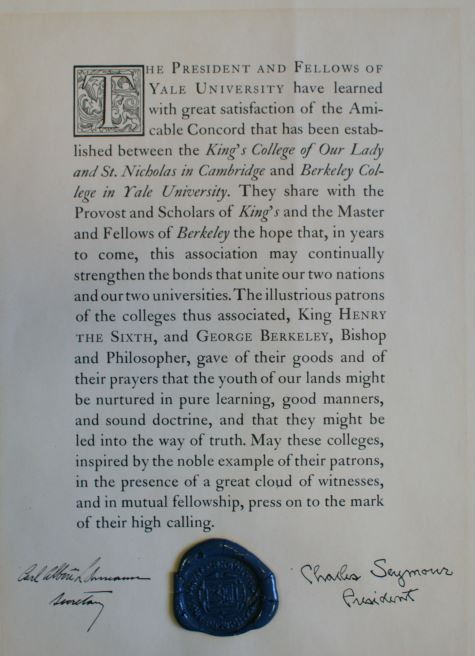 THE PRESIDENT AND FELLOWS OF
YALE UNIVERSITY have learned
with great satisfaction of the Ami-
cable Concord that has been estab-
lished between the King's College of Our Lady
and St. Nicholas in Cambridge and Berkeley Col-
lege in Yale University. They share with the
Provost and Scholars of King's and the Master
and Fellows of Berkeley the hope that, in years
to come, this association may continually
strengthen the bonds that unite our two nations
and our two universities. The illustrious patrons
of the colleges thus associated, King HENRY
THE SIXTH, and GEORGE BERKELEY, Bishop
and Philosopher, gave of their goods and of
their prayers that the youth of our lands might
be nurtured in pure learning, good manners,
and sound doctrine, and that they might be
led into the way of truth. May these colleges,
inspired by the noble example of their patrons,
in the presence of a great cloud of witnesses,
and in mutual fellowship, press on to the mark
of their high calling.
Carl Albert Lohmann
Secretary
Charles Seymour
President